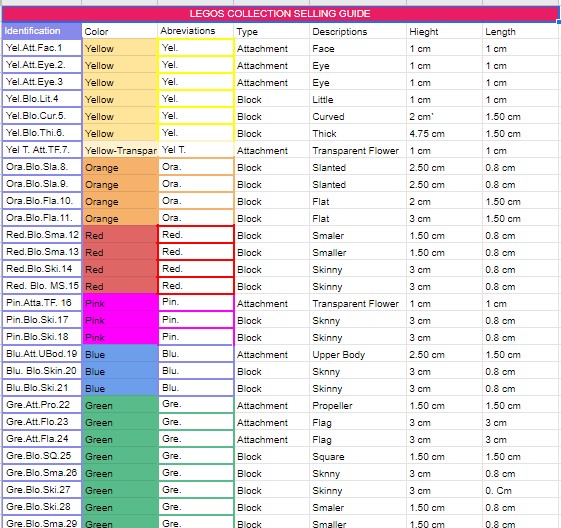 LEGOS COLLECTION SELLING GUIDE
Identification Color Abreviations Type Descriptions Hieght Length
Yel.Att.Fac.1 Yellow Yel. Attachment Face 1 cm 1 cm
Yel.Att.Eye.2. Yellow Yel. Attachment Eye 1 cm 1 cm
Yel.Att.Eye.3 Yellow Yel. Attachment Eye 1 cm 1 cm
Yel.Blo.Lit.4 Yellow Yel. Block Little 1 cm 1 cm
Yel.Blo.Cur.5. Yellow Yel. Block Curved 2 cm' 1.50 cm
Yel.Blo.Thi.6. Yellow Yel. Block Thick 4.75 cm 1.50 cm
Yel T. Att.TF.7. Yellow-Transpar Yel T. Attachment Transparent Flower 1 cm 1 cm
Ora.Blo.Sla.8. Orange Ora. Block Slanted 2.50 cm 0.8 cm
Ora.Blo.Sla.9. Orange Ora. Block Slanted 2.50 cm 0.8 cm
Ora.Blo.Fla.10. Orange Ora. Block Flat 2 cm 1.50 cm
Ora.Blo.Fla.11. Orange Ora. Block Flat 3 cm 1.50 cm
Red.Blo.Sma.12 Red Red. Block Smaler 1.50 cm 0.8 cm
Red.Blo.Sma.13 Red Red. Block Smaller 1.50 cm 0.8 cm
Red.Blo.Ski.14 Red Red. Block Skinny 3 cm 0.8 cm
Red. Blo. MS.15 Red Red. Block Skinny 3 cm 0.8 cm
Pin.Atta.TF. 16 Pink Pin. Attachment Transparent Flower 1 cm 1 cm
Pin.Blo.Ski.17 Pink Pin. Block Sknny 3 cm 0.8 cm
Pin.Blo.Ski.18 Pink Pin. Block Sknny 3 cm 0.8 cm
Blu.Att.UBod.19 Blue Blu. Attachment Upper Body 2.50 cm 1.50 cm
Blu. Blo.Skin.20 Blue Blu. Block Sknny 3 cm 0.8 cm
Blu.Blo.Ski.21 Blue Blu. Block Skinny 3 cm 0.8 cm
Gre.Att.Pro.22 Green Gre. Attachment Propeller 1.50 cm 1.50 cm
Gre.Att.Flo.23 Green Gre. Attachment Flag 3 cm 3 cm
Gre.Att.Fla.24 Green Gre. Attachment Flag 3 cm 3 cm
Gre.Blo.SQ.25 Green Gre. Block Square 1.50 cm 1.50 cm
Gre.Blo.Sma.26 Green Gre. Block Sknny 3 cm 0.8 cm
Gre.Blo.Ski.27 Green Gre. Block Skinny 3 cm 0. Cm
Gre.Blo.Ski.28 Green Gre. Block Smaler 1.50 cm 0.8 cm
Gre.Blo.Sma.29 Green Gre. Block Smaller 1.50 cm 0.8 cm